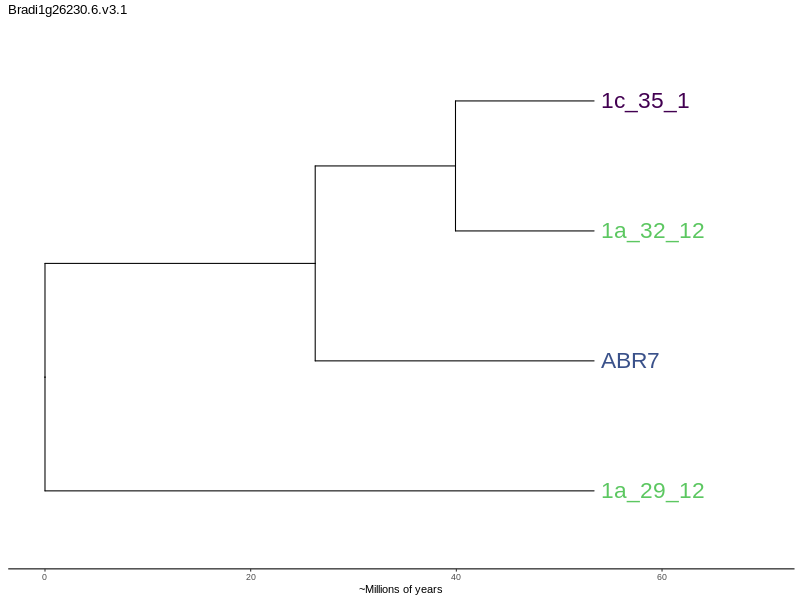 Bradi1g26230.6.v3.1
1c_35_1
1a_32_12
ABR7
1a_29_12
0 20 40 60
~Millions of years